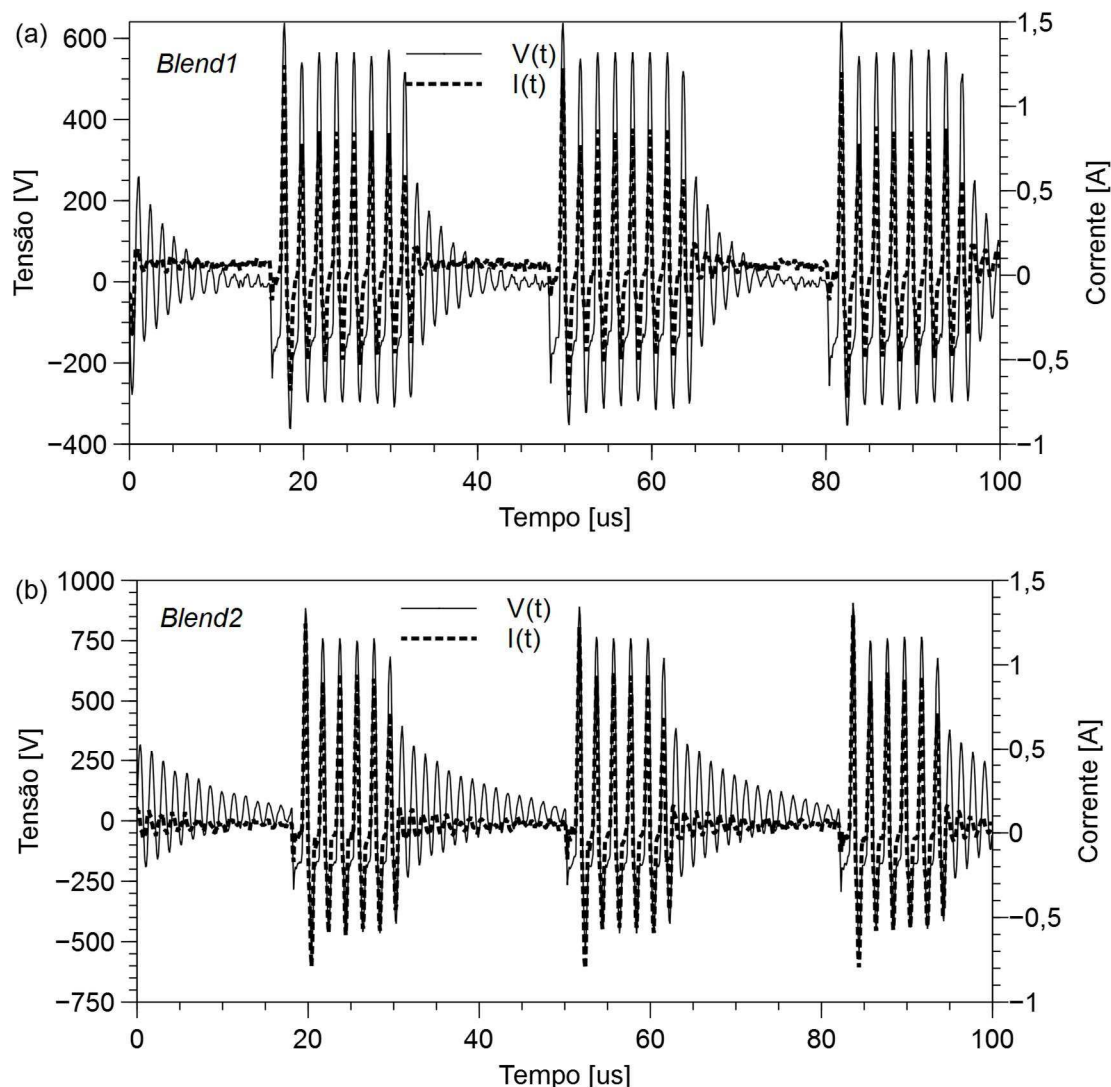 (a)
Blend1
V(t)
I(t)
Tensão [V]
600
400
200
0
−200
−400
Corrente [A]
1,5
1
0,5
0
−0,5
−1
0 20 40 60 80 100
Tempo [us]
(b)
Blend2
V(t)
I(t)
Tensão [V]
1000
750
500
250
0
−250
−500
−750
Corrente [A]
1,5
1
0,5
0
−0,5
−1
0 20 40 60 80 100
Tempo [us]